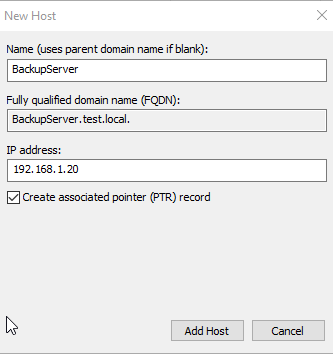 New Host
Name (uses parent domain name if blank):
BackupServer
Fully qualified domain name (FQDN):
BackupServer.test.local.
IP address:
192.168.1.20
Create associated pointer (PTR) record
Add Host Cancel